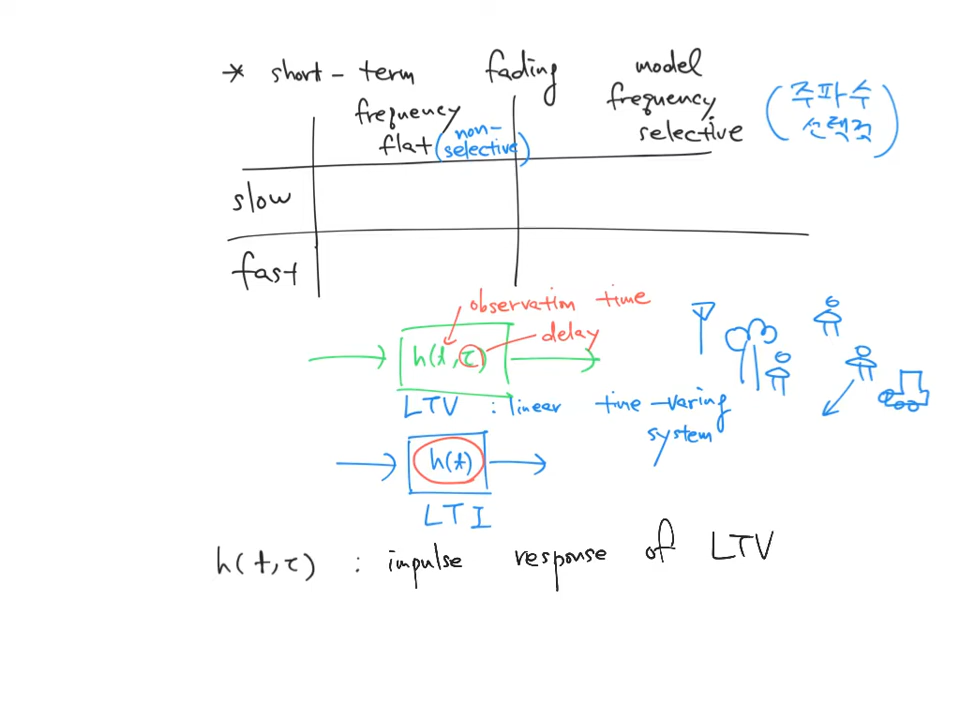 * short-term fading model
frequency flat (non-selective)
frequency selective
(주파수 선택적)
slow
fast
observation time
delay
h(t,τ)
LTV : linear time-varing system
h(t)
LTI
h(t,τ) : impulse response of LTV